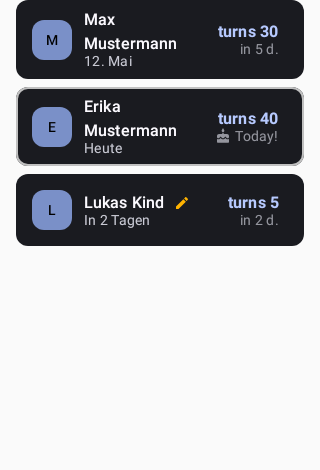 M
Max
Mustermann
12. Mai
turns 30
in 5 d.
E
Erika
Mustermann
Heute
turns 40
Today!
L
Lukas Kind
In 2 Tagen
turns 5
in 2 d.